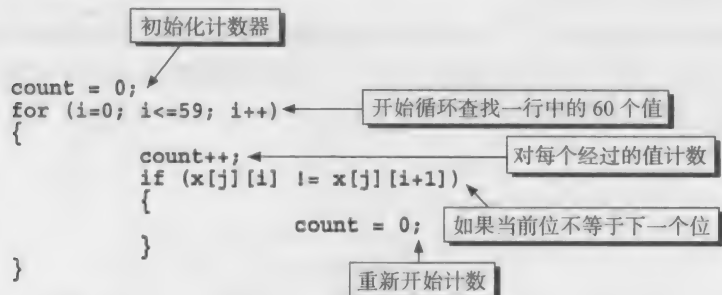 初始化计数器
count = 0;
for (i=0; i<=59; i++)
开始循环查找一行中的 60 个值
{
count++;
对每个经过的值计数
if (x[j][i] != x[j][i+1])
{
如果当前位不等于下一个位
count = 0;
}
}
重新开始计数